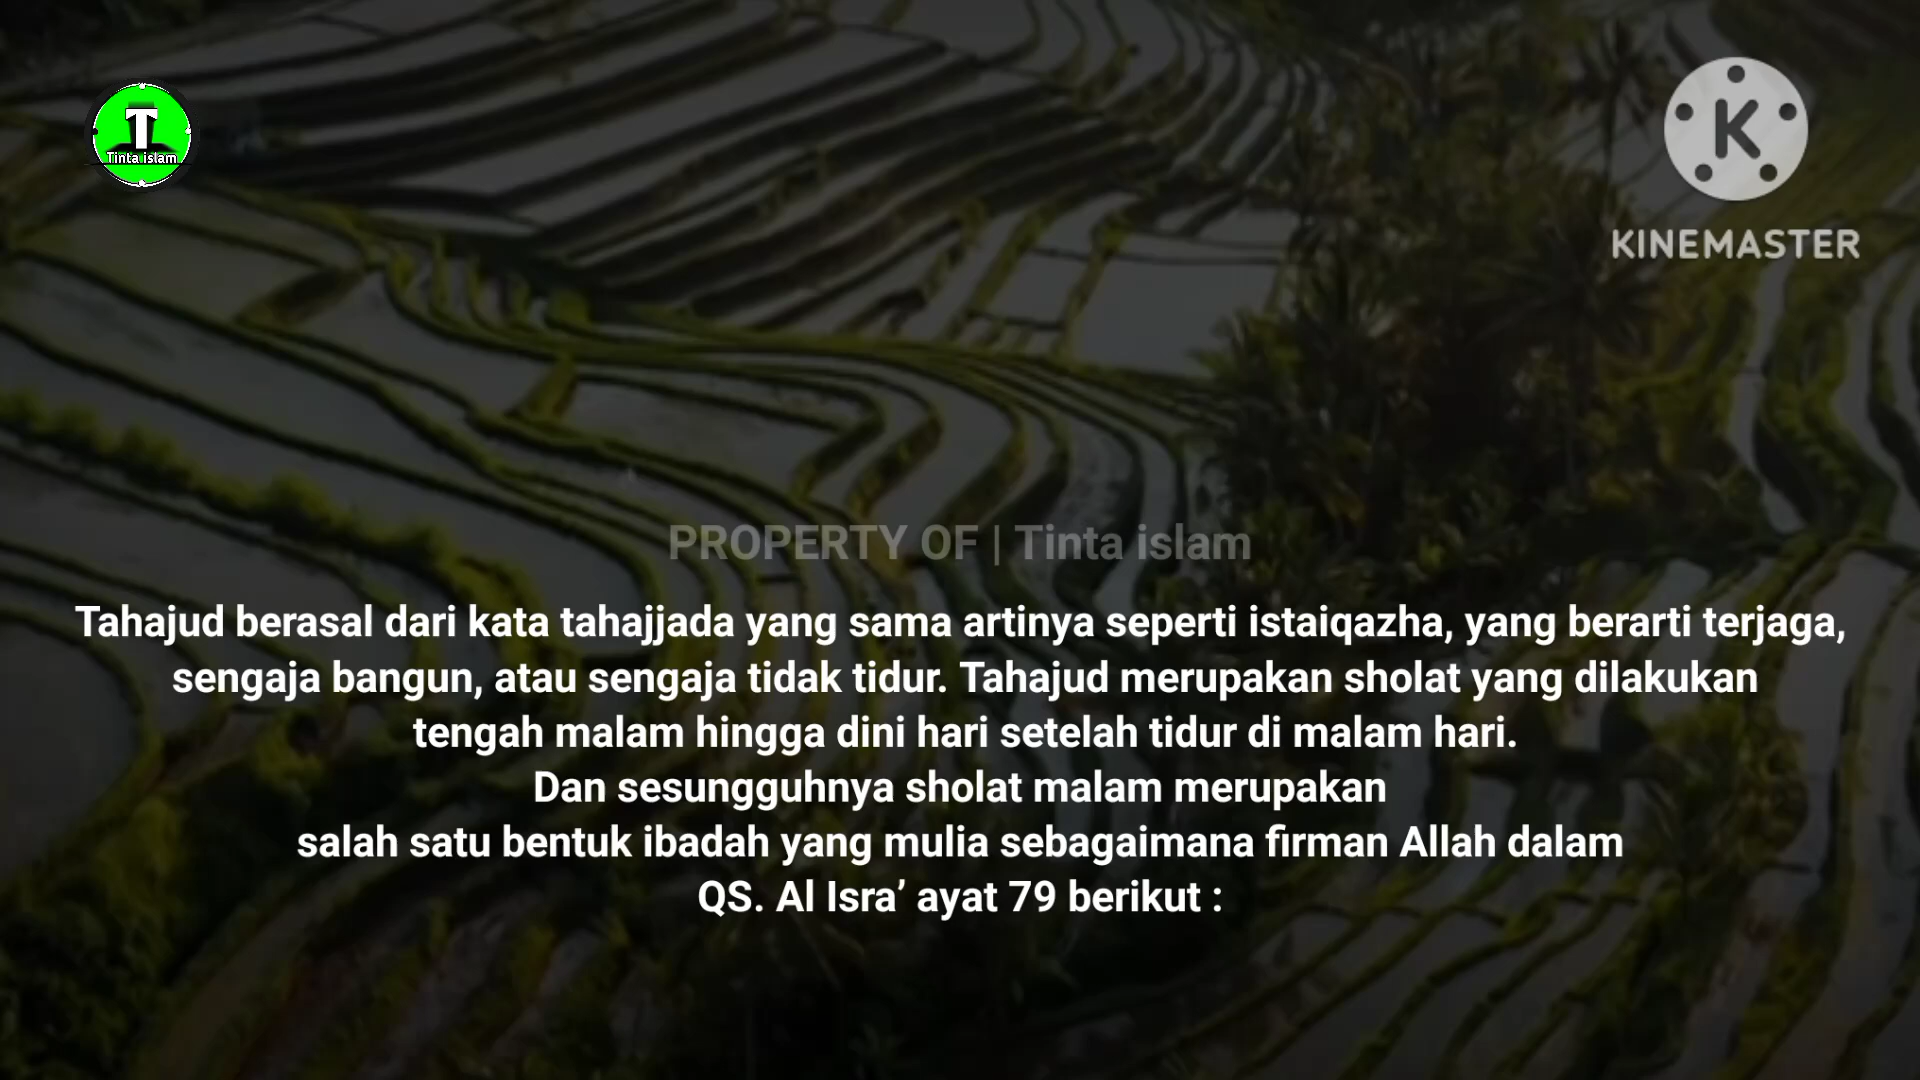 T
Tinta islam
K
KINEMASTER
PROPERTY OF | Tinta islam
Tahajud berasal dari kata tahajjada yang sama artinya seperti istaiqazha, yang berarti terjaga,
sengaja bangun, atau sengaja tidak tidur. Tahajud merupakan sholat yang dilakukan
tengah malam hingga dini hari setelah tidur di malam hari.
Dan sesungguhnya sholat malam merupakan
salah satu bentuk ibadah yang mulia sebagaimana firman Allah dalam
QS. Al Isra’ ayat 79 berikut :